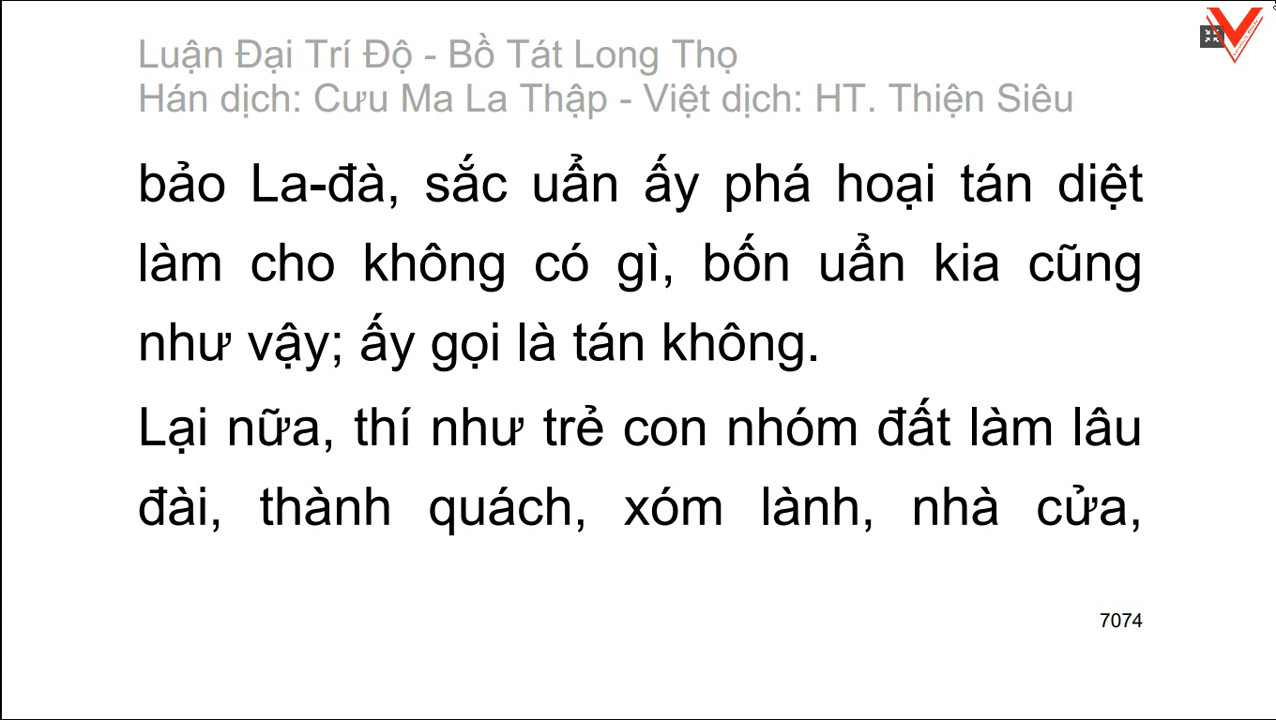 Luận Đại Trí Độ - Bồ Tát Long Thọ
Hán dịch: Cưu Ma La Thập - Việt dịch: HT. Thiện Siêu
bảo La-đà, sắc uẩn ấy phá hoại tán diệt
làm cho không có gì, bốn uẩn kia cũng
như vậy; ấy gọi là tán không.
Lại nữa, thí như trẻ con nhóm đất làm lâu
đài, thành quách, xóm lành, nhà cửa,
7074